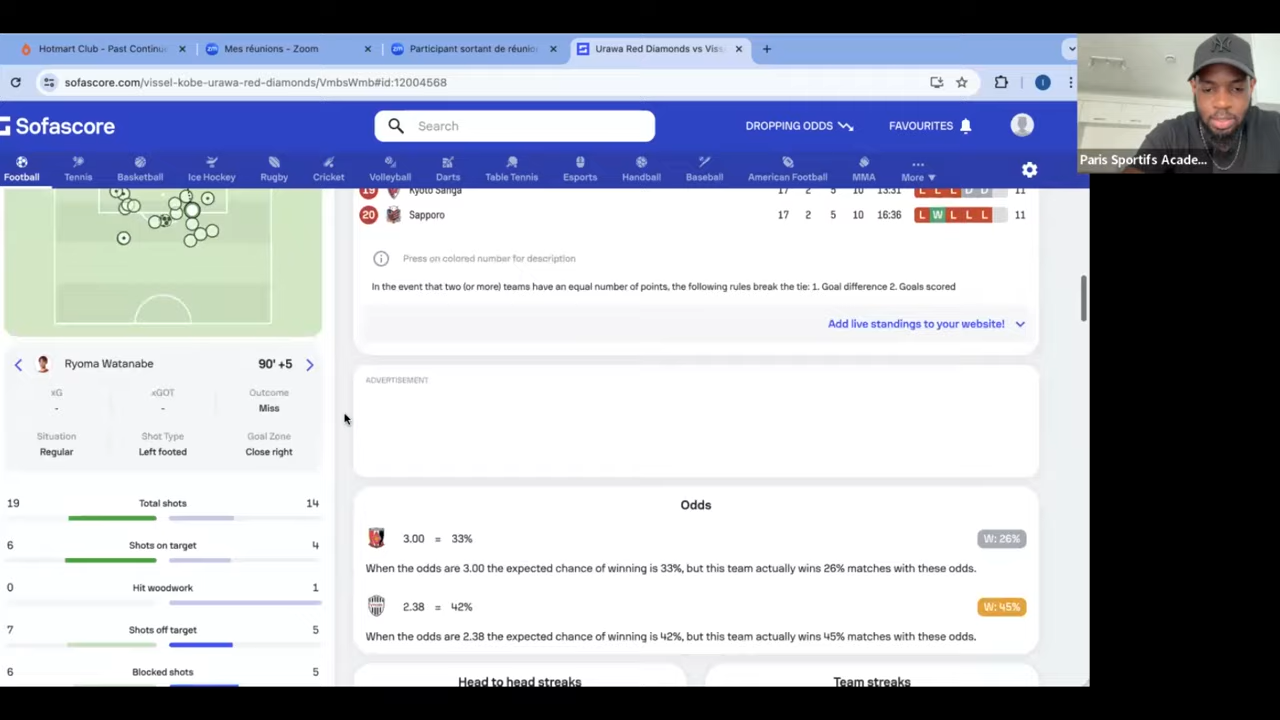 Hotmart Club - Past Continu
Mes réunions - Zoom
Participant sortant de réunio
Urawa Red Diamonds vs Viss
sofascore.com/vissel-kobe-urawa-red-diamonds/VmbsWmb#id:12004568
I
Sofascore
Search
DROPPING ODDS
FAVOURITES
Football
Tennis
Basketball
Ice Hockey
Rugby
Cricket
Volleyball
Darts
Table Tennis
Esports
Handball
Baseball
American Football
MMA
More
Paris Sportifs Acade...
19 Kyoto Sanga 17 2 5 10 13:31 L L L D D 11
20 Sapporo 17 2 5 10 16:36 L W L L L 11
Press on colored number for description
In the event that two (or more) teams have an equal number of points, the following rules break the tie: 1. Goal difference 2. Goals scored
Add live standings to your website!
Ryoma Watanabe 90' +5
xG xGOT Outcome
- - Miss
Situation Shot Type Goal Zone
Regular Left footed Close right
19 Total shots 14
6 Shots on target 4
0 Hit woodwork 1
7 Shots off target 5
6 Blocked shots 5
ADVERTISEMENT
Odds
3.00 = 33% W: 26%
When the odds are 3.00 the expected chance of winning is 33%, but this team actually wins 26% matches with these odds.
2.38 = 42% W: 45%
When the odds are 2.38 the expected chance of winning is 42%, but this team actually wins 45% matches with these odds.
Head to head streaks
Team streaks